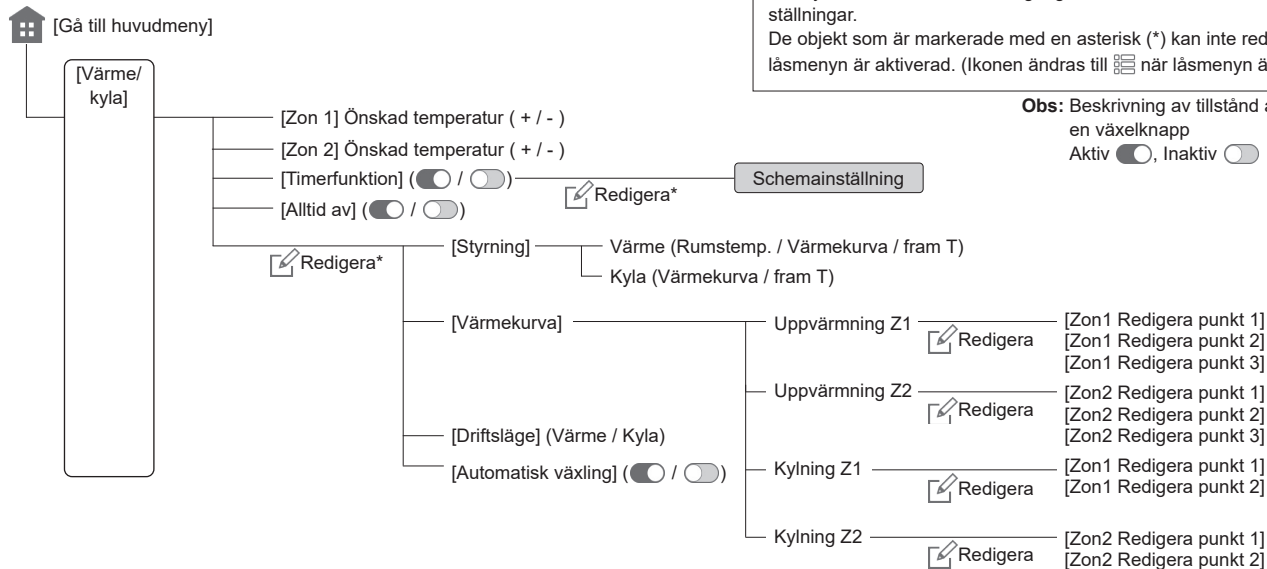 ställningar.
De objekt som är markerade med en asterisk (*) kan inte
låsmenyn är aktiverad. (Ikonen ändras till när låsmenyn
Obs: Beskrivning av tillstånd
en växelknapp
Aktiv , Inaktiv
[Gå till huvudmeny]
[Värme/
kyla]
[Zon 1] Önskad temperatur ( + / - )
[Zon 2] Önskad temperatur ( + / - )
[Timerfunktion] ( / )
Redigera*
Schemainställning
[Alltid av] ( / )
Redigera*
[Styrning]
Värme (Rumstemp. / Värmekurva / fram T)
Kyla (Värmekurva / fram T)
[Värmekurva]
Uppvärmning Z1
Redigera
[Zon1 Redigera punkt 1]
[Zon1 Redigera punkt 2]
[Zon1 Redigera punkt 3]
Uppvärmning Z2
Redigera
[Zon2 Redigera punkt 1]
[Zon2 Redigera punkt 2]
[Zon2 Redigera punkt 3]
Kylning Z1
Redigera
[Zon1 Redigera punkt 1]
[Zon1 Redigera punkt 2]
Kylning Z2
Redigera
[Zon2 Redigera punkt 1]
[Zon2 Redigera punkt 2]
[Driftsläge] (Värme / Kyla)
[Automatisk växling] ( / )